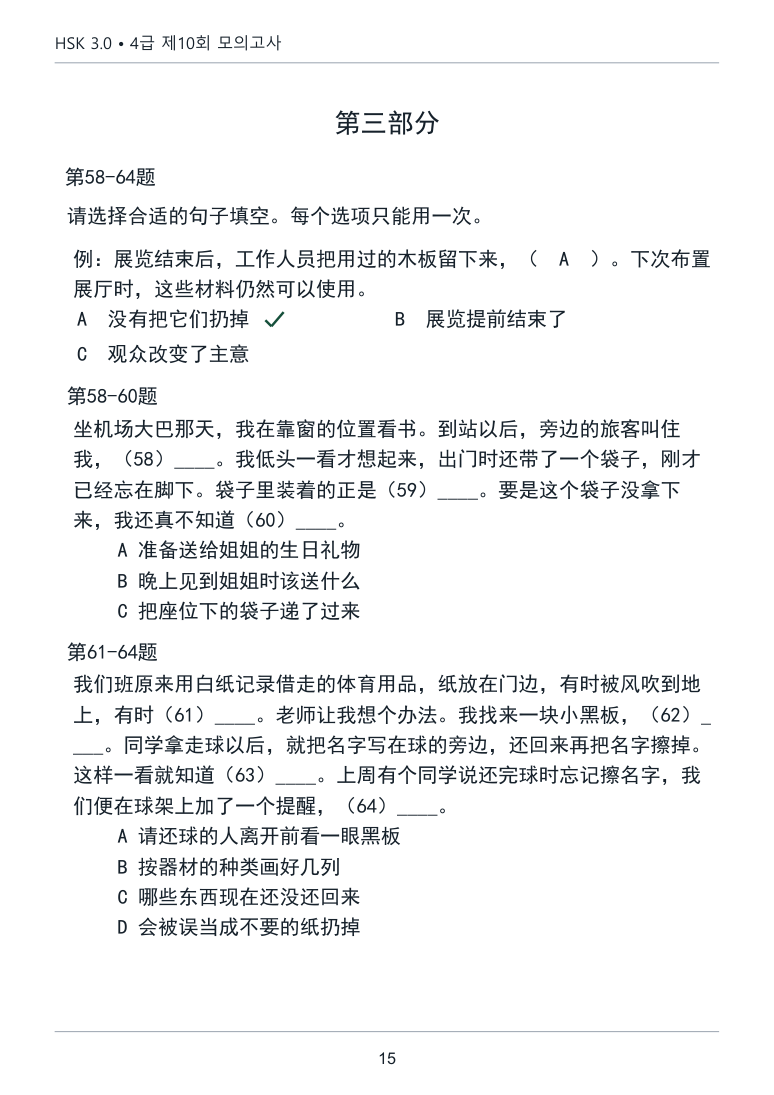 HSK 3.0 • 4급 제10회 모의고사
第三部分
第58-64题
请选择合适的句子填空。每个选项只能用一次。
例：展览结束后，工作人员把用过的木板留下来，（ A ）。下次布置
展厅时，这些材料仍然可以使用。
A 没有把它们扔掉 ✓ B 展览提前结束了
C 观众改变了主意
第58-60题
坐机场大巴那天，我在靠窗的位置看书。到站以后，旁边的旅客叫住
我，（58）____。我低头一看才想起来，出门时还带了一个袋子，刚才
已经忘在脚下。袋子里装着的正是（59）____。要是这个袋子没拿下
来，我还真不知道（60）____。
A 准备送给姐姐的生日礼物
B 晚上见到姐姐时该送什么
C 把座位下的袋子递了过来
第61-64题
我们班原来用白纸记录借走的体育用品，纸放在门边，有时被风吹到地
上，有时（61）____。老师让我想个办法。我找来一块小黑板，（62）_
___。同学拿走球以后，就把名字写在球的旁边，还回来再把名字擦掉。
这样一看就知道（63）____。上周有个同学说还完球时忘记擦名字，我
们便在球架上加了一个提醒，（64）____。
A 请还球的人离开前看一眼黑板
B 按器材的种类画好几列
C 哪些东西现在还没还回来
D 会被误当成不要的纸扔掉
15